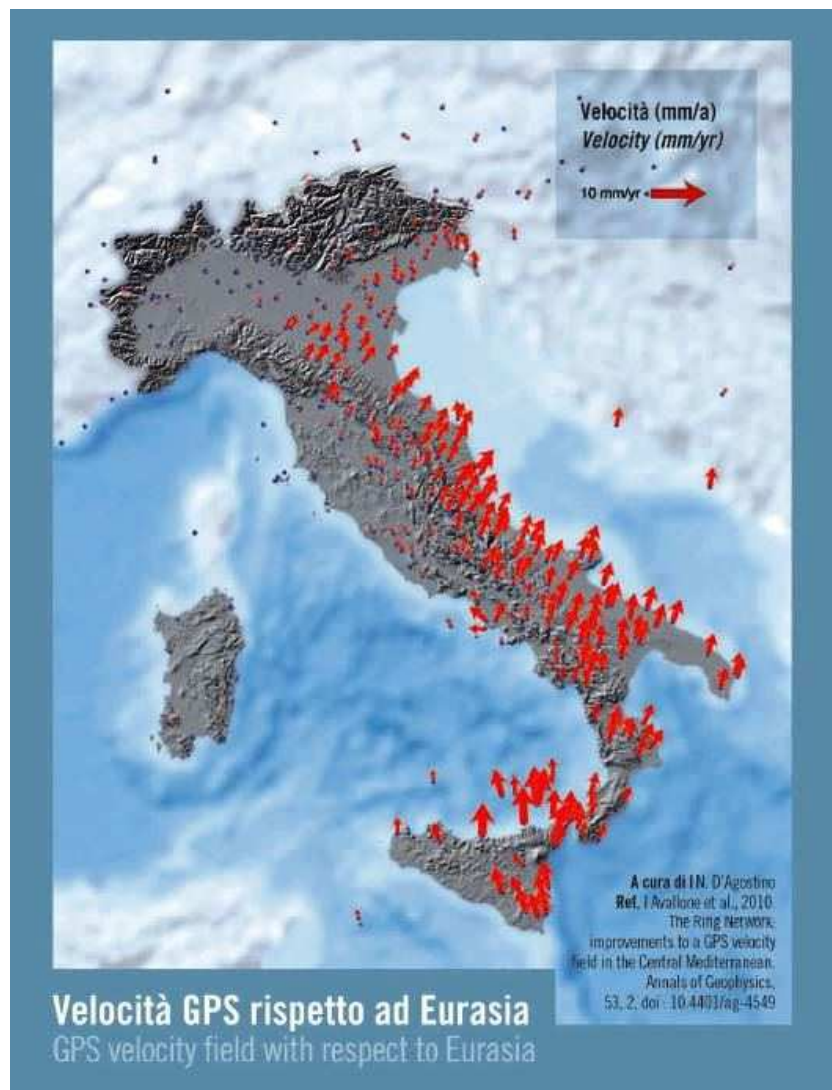 Velocità (mm/a)
Velocity (mm/yr)
10 mm/yr
A cura di I N. D'Agostino
Ref. I Avallone et al., 2010.
The Ring Network:
improvements to a GPS velocity
field in the Central Mediterranean.
Annals of Geophysics,
53, 2, doi 10.4401/ag-4549
Velocità GPS rispetto ad Eurasia
GPS velocity field with respect to Eurasia